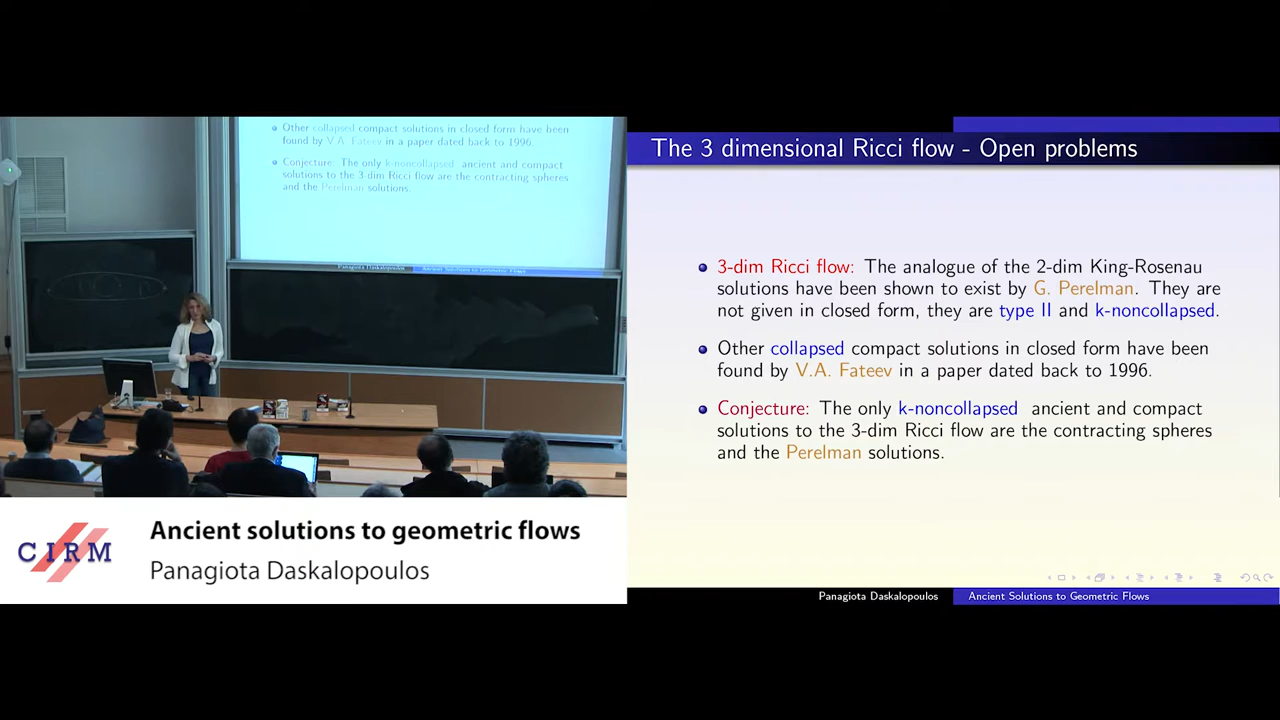 Other collapsed compact solutions in closed form have been
found by V.A. Fateev in a paper dated back to 1996.
Conjecture: The only k-noncollapsed ancient and compact
solutions to the 3-dim Ricci flow are the contracting spheres
and the Perelman solutions.
Panagiota Daskalopoulos Ancient Solutions to Geometric Flows
CIRM
Ancient solutions to geometric flows
Panagiota Daskalopoulos
The 3 dimensional Ricci flow - Open problems
3-dim Ricci flow: The analogue of the 2-dim King-Rosenau
solutions have been shown to exist by G. Perelman. They are
not given in closed form, they are type II and k-noncollapsed.
Other collapsed compact solutions in closed form have been
found by V.A. Fateev in a paper dated back to 1996.
Conjecture: The only k-noncollapsed ancient and compact
solutions to the 3-dim Ricci flow are the contracting spheres
and the Perelman solutions.
Panagiota Daskalopoulos Ancient Solutions to Geometric Flows